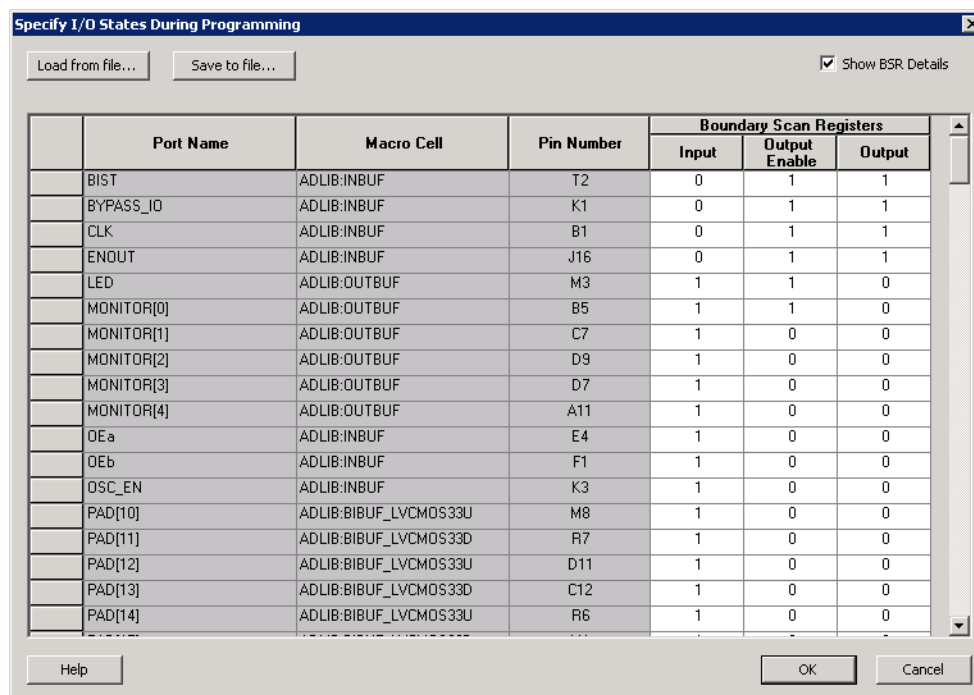 Specify I/O States During Programming
Load from file... Save to file... Show BSR Details
Port Name Macro Cell Pin Number Boundary Scan Registers
Input Output Enable Output
BIST ADLIB:INBUF T2 0 1 1
BYPASS_IO ADLIB:INBUF K1 0 1 1
CLK ADLIB:INBUF B1 0 1 1
ENOUT ADLIB:INBUF J16 0 1 1
LED ADLIB:OUTBUF M3 1 1 0
MONITOR[0] ADLIB:OUTBUF B5 1 1 0
MONITOR[1] ADLIB:OUTBUF C7 1 0 0
MONITOR[2] ADLIB:OUTBUF D9 1 0 0
MONITOR[3] ADLIB:OUTBUF D7 1 0 0
MONITOR[4] ADLIB:OUTBUF A11 1 0 0
OEa ADLIB:INBUF E4 1 0 0
OEb ADLIB:INBUF F1 1 0 0
OSC_EN ADLIB:INBUF K3 1 0 0
PAD[10] ADLIB:BIBUF_LVCMOS33U M8 1 0 0
PAD[11] ADLIB:BIBUF_LVCMOS33D R7 1 0 0
PAD[12] ADLIB:BIBUF_LVCMOS33U D11 1 0 0
PAD[13] ADLIB:BIBUF_LVCMOS33D C12 1 0 0
PAD[14] ADLIB:BIBUF_LVCMOS33U R6 1 0 0
Help OK Cancel